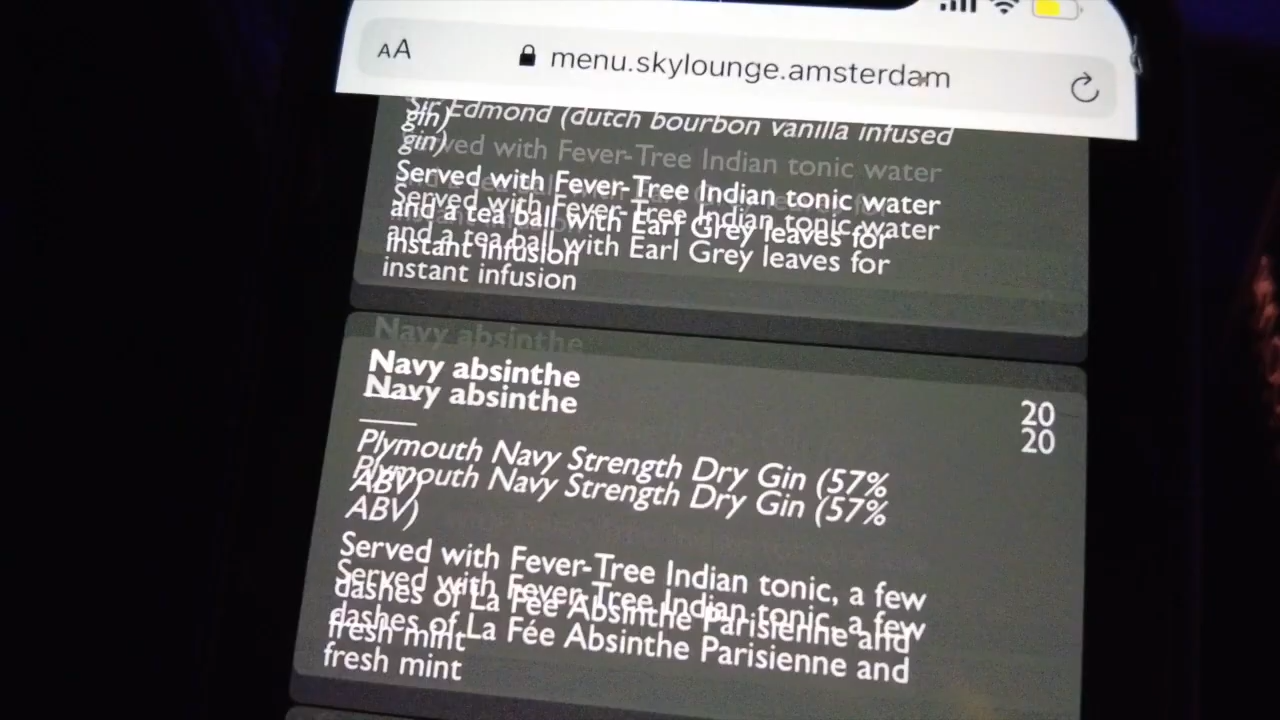 AA menu.skylounge.amsterdam
Sir Edmond (dutch bourbon vanilla infused
gin)
Served with Fever-Tree Indian tonic water
and a tea ball with Earl Grey leaves for
instant infusion
Navy absinthe
20
Plymouth Navy Strength Dry Gin (57%
ABV)
Served with Fever-Tree Indian tonic, a few
dashes of La Fée Absinthe Parisienne and
fresh mint